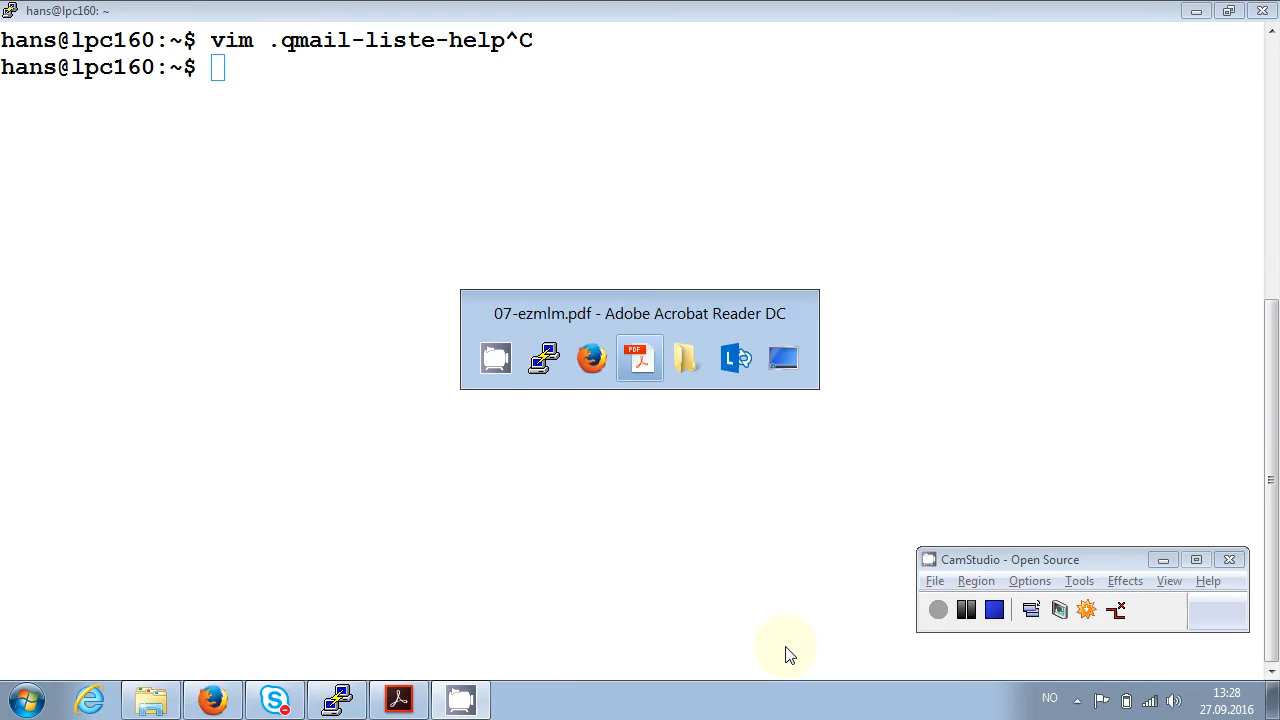 hans@lpc160: ~
hans@lpc160:~$ vim .qmail-liste-help^C
hans@lpc160:~$
07-ezmlm.pdf - Adobe Acrobat Reader DC
PDF
L
CamStudio - Open Source
File Region Options Tools Effects View Help
NO
13:28
27.09.2016